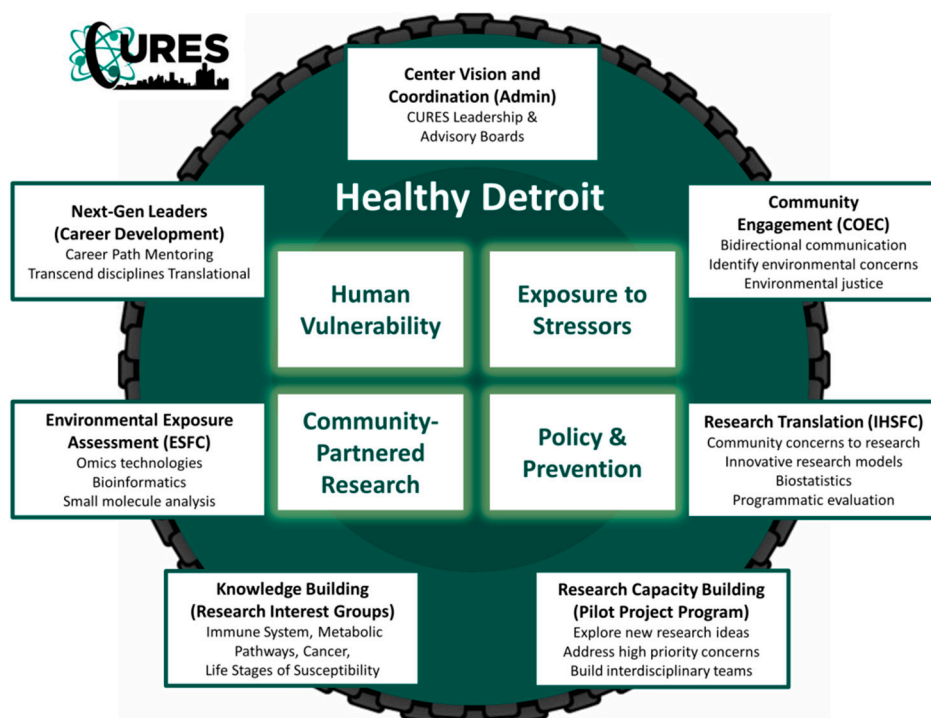 CURES
Center Vision and
Coordination (Admin)
CURES Leadership &
Advisory Boards
Healthy Detroit
Next-Gen Leaders
(Career Development)
Career Path Mentoring
Transcend disciplines Translational
Community
Engagement (COEC)
Bidirectional communication
Identify environmental concerns
Environmental justice
Human
Vulnerability
Exposure to
Stressors
Environmental Exposure
Assessment (ESFC)
Omics technologies
Bioinformatics
Small molecule analysis
Community-
Partnered
Research
Policy &
Prevention
Research Translation (IHSFC)
Community concerns to research
Innovative research models
Biostatistics
Programmatic evaluation
Knowledge Building
(Research Interest Groups)
Immune System, Metabolic
Pathways, Cancer,
Life Stages of Susceptibility
Research Capacity Building
(Pilot Project Program)
Explore new research ideas
Address high priority concerns
Build interdisciplinary teams